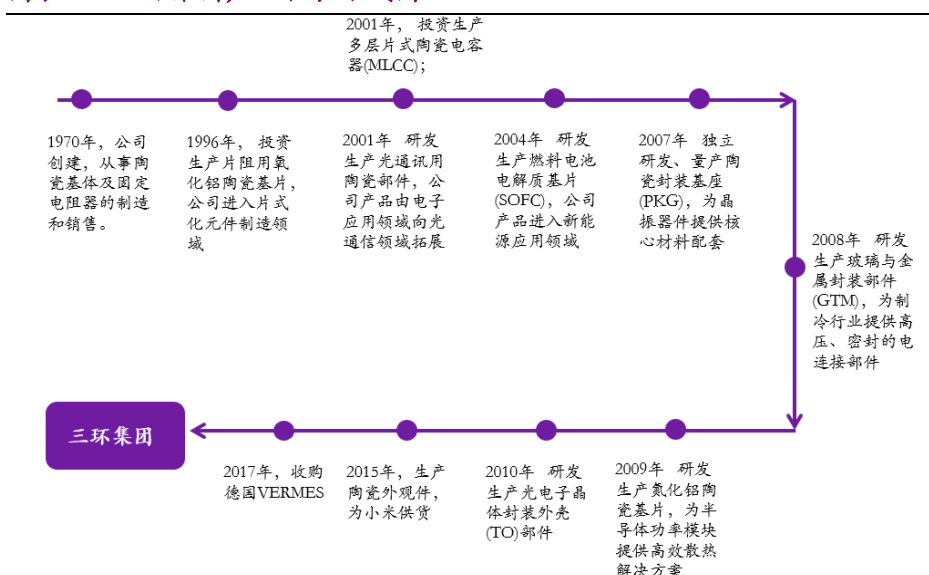 2001年， 投资生产
多层片式陶瓷电容
器(MLCC)；
1970年，公司
创建，从事陶
瓷基体及固定
电阻器的制造
和销售。
1996年， 投资
生产片阻用氧
化铝陶瓷基片，
公司进入片式
化元件制造领
域
2001年 研发
生产光通讯用
陶瓷部件，公
司产品由电子
应用领域向光
通信领域拓展
2004年 研发
生产燃料电池
电解质基片
(SOFC)，公司
产品进入新能
源应用领域
2007年 独立
研发、量产陶
瓷封装基座
(PKG)，为晶
振器件提供核
心材料配套
2008年 研发
生产玻璃与金
属封装部件
(GTM)，为制
冷行业提供高
压、密封的电
连接部件
2009年 研发
生产氮化铝陶
瓷基片，为半
导体功率模块
提供高效散热
解决方案
2010年 研发
生产光电子晶
体封装外壳
(TO)部件
2015年，生产
陶瓷外观件，
为小米供货
2017年，收购
德国VERMES
三环集团